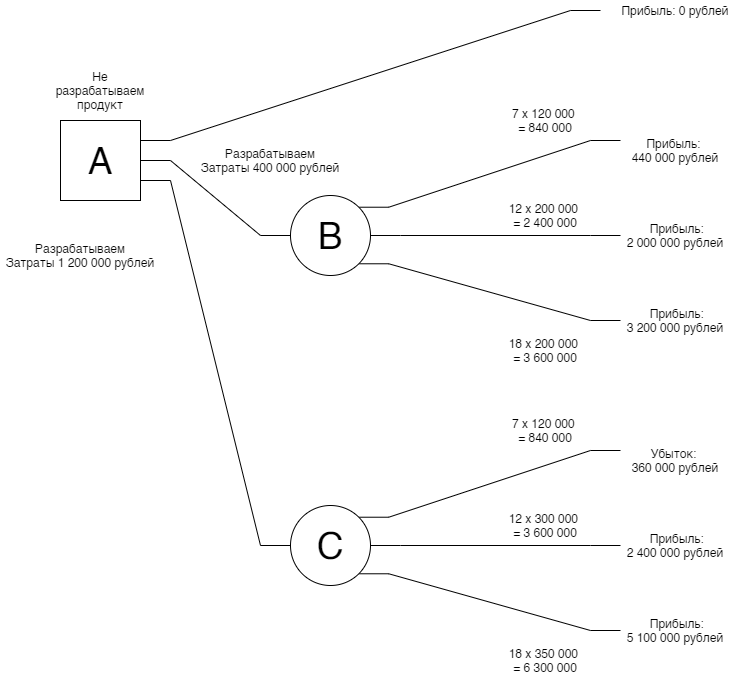 Прибыль: 0 рублей
Не
разрабатываем
продукт
A
Разрабатываем
Затраты 400 000 рублей
7 x 120 000
= 840 000
Прибыль:
440 000 рублей
B
12 x 200 000
= 2 400 000
Прибыль:
2 000 000 рублей
Разрабатываем
Затраты 1 200 000 рублей
Прибыль:
3 200 000 рублей
18 x 200 000
= 3 600 000
7 x 120 000
= 840 000
Убыток:
360 000 рублей
C
12 x 300 000
= 3 600 000
Прибыль:
2 400 000 рублей
Прибыль:
5 100 000 рублей
18 x 350 000
= 6 300 000